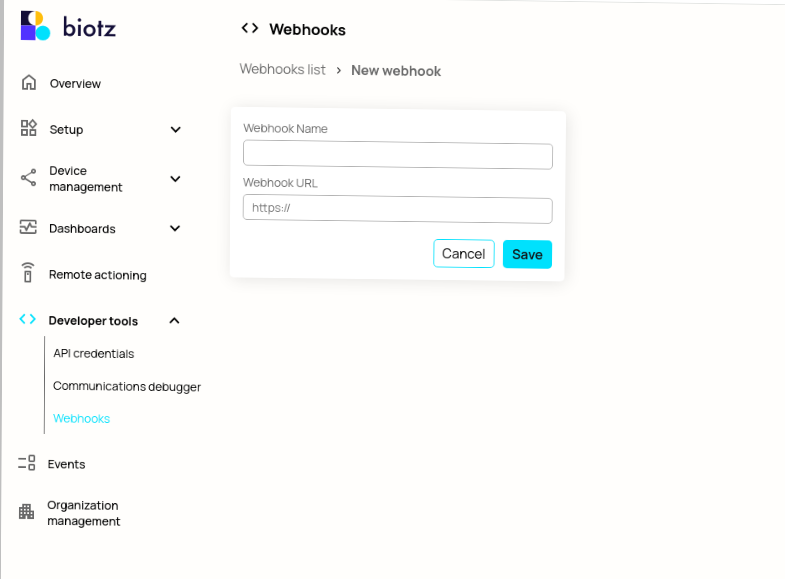 biotz
Webhooks
Webhooks list > New webhook
Overview
Setup
Device
management
Dashboards
Remote actioning
Developer tools
API credentials
Communications debugger
Webhooks
Events
Organization
management
Webhook Name
Webhook URL
https://
Cancel
Save